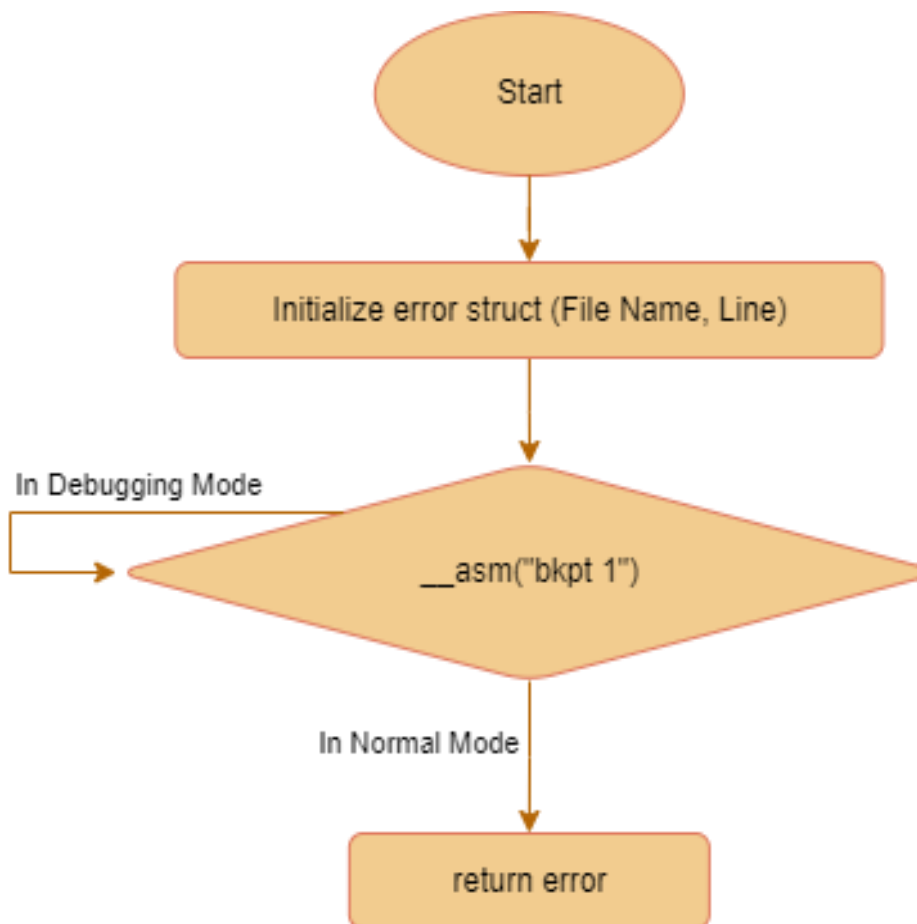 Start
Initialize error struct (File Name, Line)
In Debugging Mode
__asm("bkpt 1")
In Normal Mode
return error